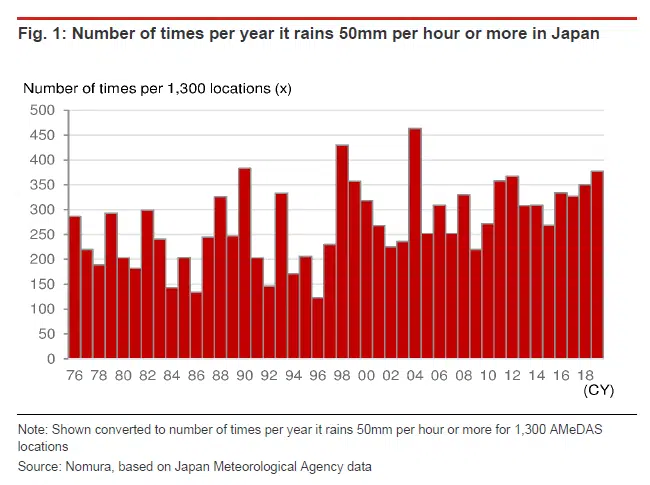 Fig. 1: Number of times per year it rains 50mm per hour or more in Japan
Number of times per 1,300 locations (x)
500
450
400
350
300
250
200
150
100
50
0
76 78 80 82 84 86 88 90 92 94 96 98 00 02 04 06 08 10 12 14 16 18
(CY)
Note: Shown converted to number of times per year it rains 50mm per hour or more for 1,300 AMeDAS
locations
Source: Nomura, based on Japan Meteorological Agency data